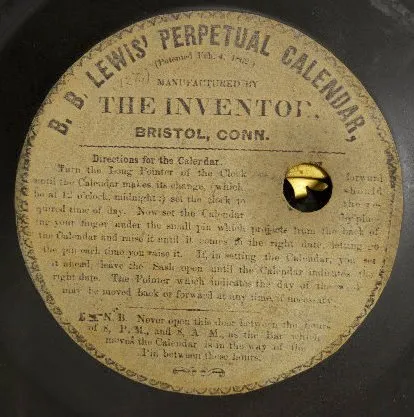 B. B. LEWIS' PERPETUAL CALENDAR,
(Patented Feb. 4, 1862.)
MANUFACTURED BY
THE INVENTOR,
BRISTOL, CONN.
Directions for the Calendar.
Turn the Long Pointer of the Clock forward
until the Calendar makes its change, (which should
be at 12 o'clock, midnight;) set the clock to the re-
quired time of day. Now set the Calendar by plac-
ing your finger under the small pin which projects from the back of
the Calendar and raise it until it comes to the right date, letting go
the pin each time you raise it. If, in setting the Calendar, you set
it ahead, leave the Sash open until the Calendar indicates the
right date. The Pointer which indicates the day of the week
may be moved back or forward at any time, if necessary.
N. B. Never open this door between the hours
of 8, P. M., and 8 A. M., as the Bar which
moves the Calendar is in the way of the
Pin between these hours.